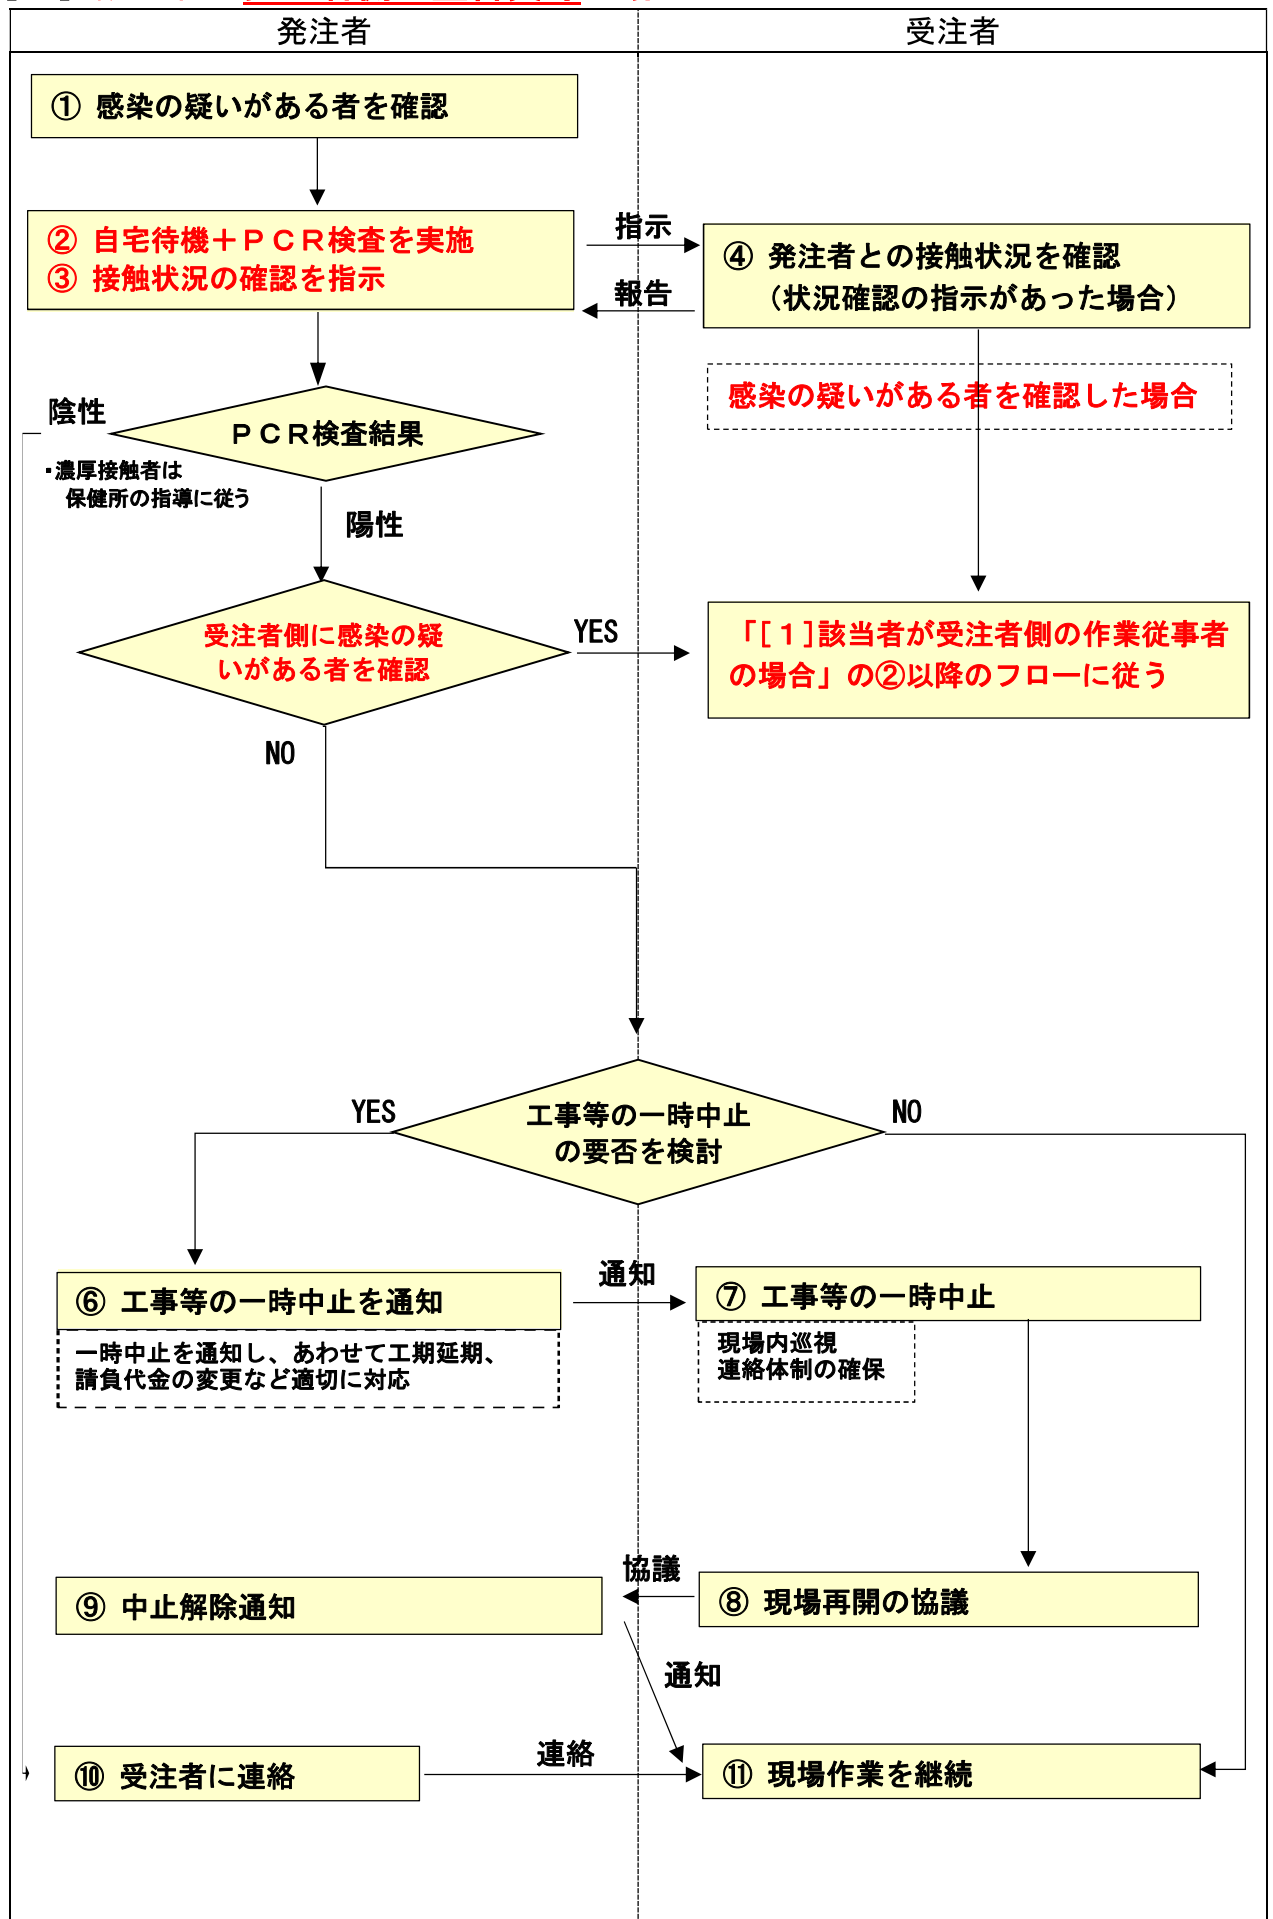 発注者
受注者
① 感染の疑いがある者を確認
② 自宅待機＋ＰＣＲ検査を実施
③ 接触状況の確認を指示
指示
報告
④ 発注者との接触状況を確認
（状況確認の指示があった場合）
感染の疑いがある者を確認した場合
陰性
ＰＣＲ検査結果
・濃厚接触者は
保健所の指導に従う
陽性
受注者側に感染の疑
いがある者を確認
YES
「[１]該当者が受注者側の作業従事者
の場合」の②以降のフローに従う
NO
YES
工事等の一時中止
の要否を検討
NO
⑥ 工事等の一時中止を通知
一時中止を通知し、あわせて工期延期、
請負代金の変更など適切に対応
通知
⑦ 工事等の一時中止
現場内巡視
連絡体制の確保
協議
⑨ 中止解除通知
⑧ 現場再開の協議
通知
⑩ 受注者に連絡
連絡
⑪ 現場作業を継続